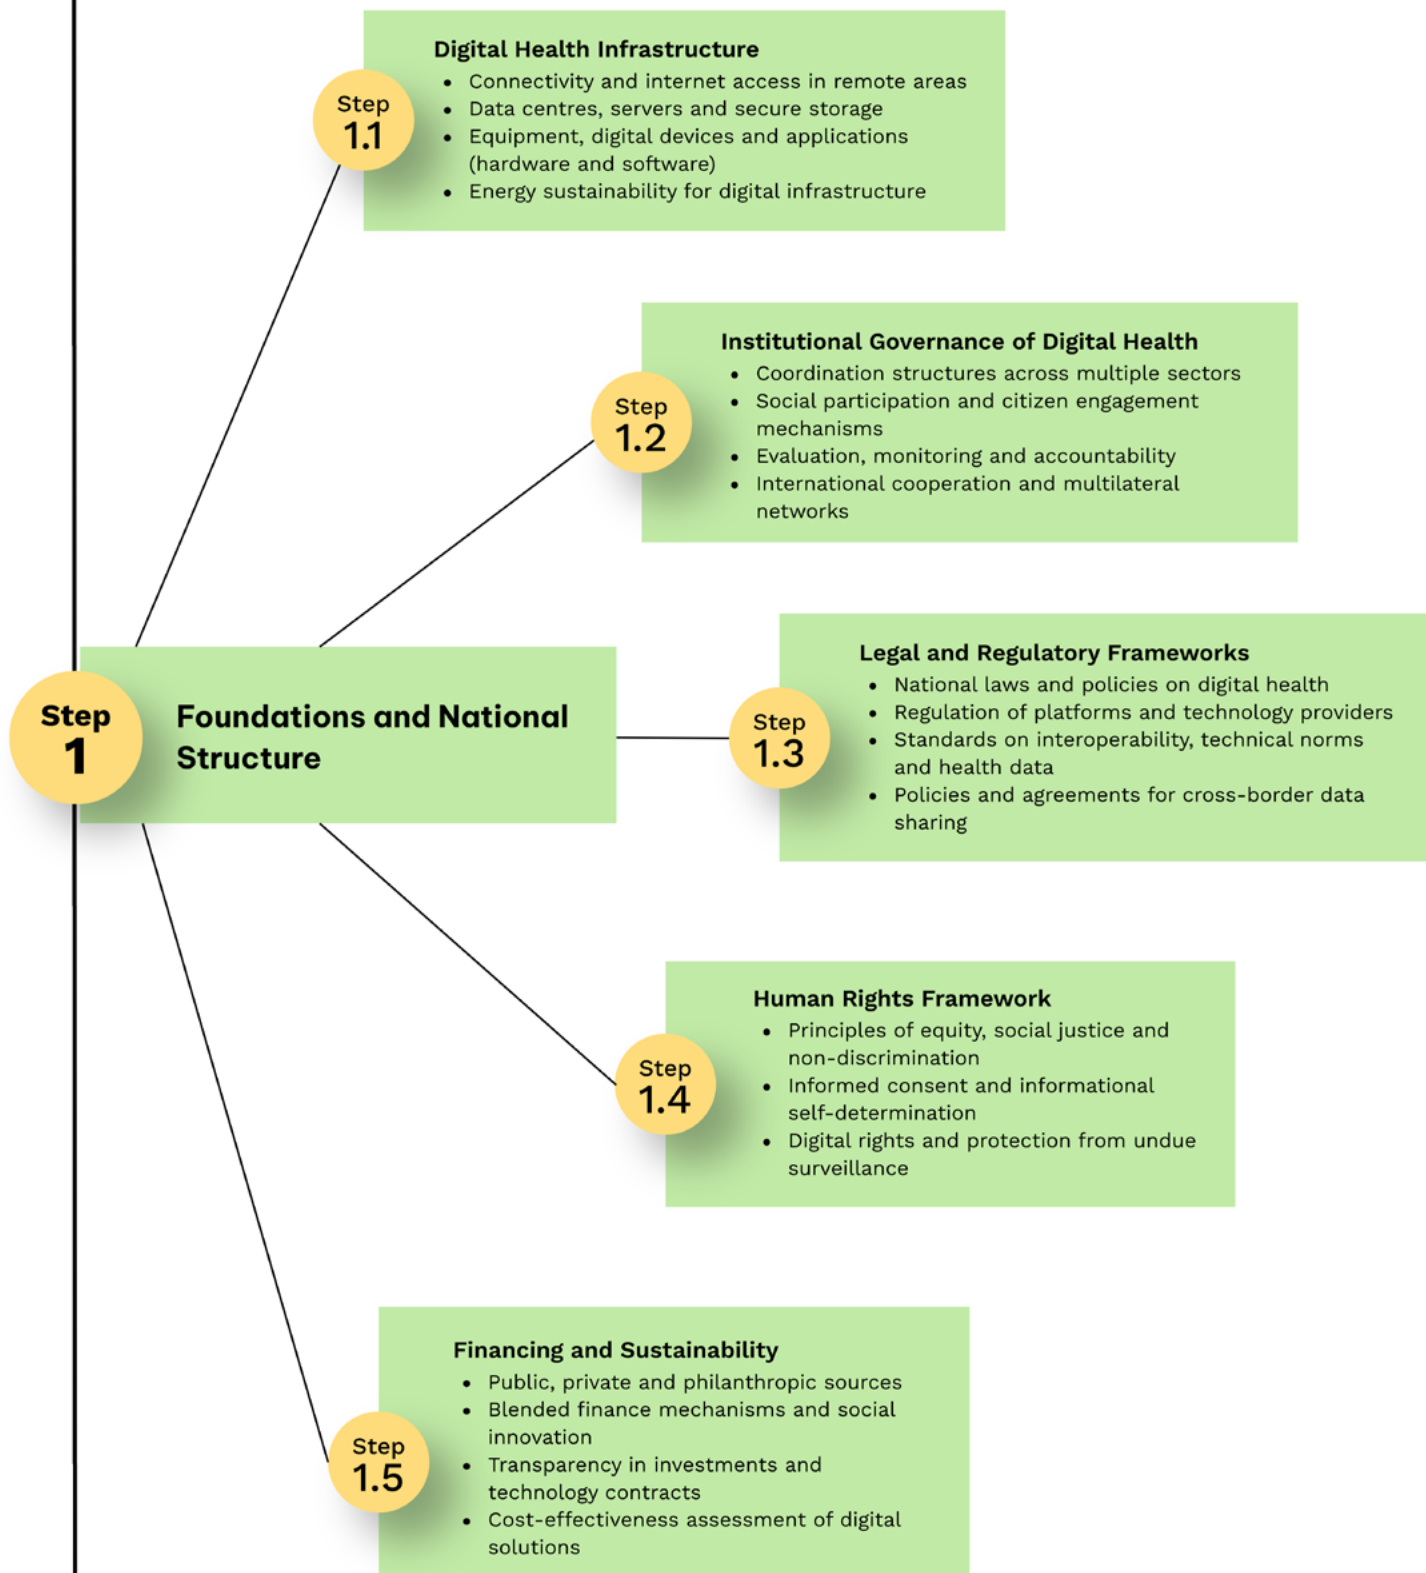 Digital Health Infrastructure
• Connectivity and internet access in remote areas
• Data centres, servers and secure storage
• Equipment, digital devices and applications
(hardware and software)
• Energy sustainability for digital infrastructure
Step
1.1
Institutional Governance of Digital Health
• Coordination structures across multiple sectors
• Social participation and citizen engagement
mechanisms
• Evaluation, monitoring and accountability
• International cooperation and multilateral
networks
Step
1.2
Step
1
Foundations and National
Structure
Legal and Regulatory Frameworks
• National laws and policies on digital health
• Regulation of platforms and technology providers
• Standards on interoperability, technical norms
and health data
• Policies and agreements for cross-border data
sharing
Step
1.3
Human Rights Framework
• Principles of equity, social justice and
non-discrimination
• Informed consent and informational
self-determination
• Digital rights and protection from undue
surveillance
Step
1.4
Financing and Sustainability
• Public, private and philanthropic sources
• Blended finance mechanisms and social
innovation
• Transparency in investments and
technology contracts
• Cost-effectiveness assessment of digital
solutions
Step
1.5